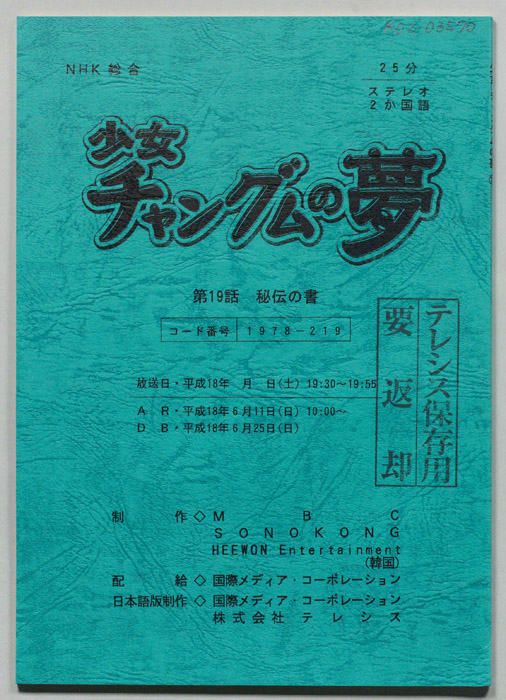 NHK 総合
25分
ステレオ
2か国語
少女
チャングムの夢
第19話 秘伝の書
コード番号 1978-219
放送日・平成18年 月 日(土) 19:30～19:55
A R・平成18年6月11日(日) 10:00～
D B・平成18年6月25日(日)
テレシス保存用
要返却
制 作◇ M B C
SONOKONG
HEEWON Entertainment
(韓国)
配 給◇ 国際メディア・コーポレーション
日本語版制作◇ 国際メディア・コーポレーション
株式会社 テレシス